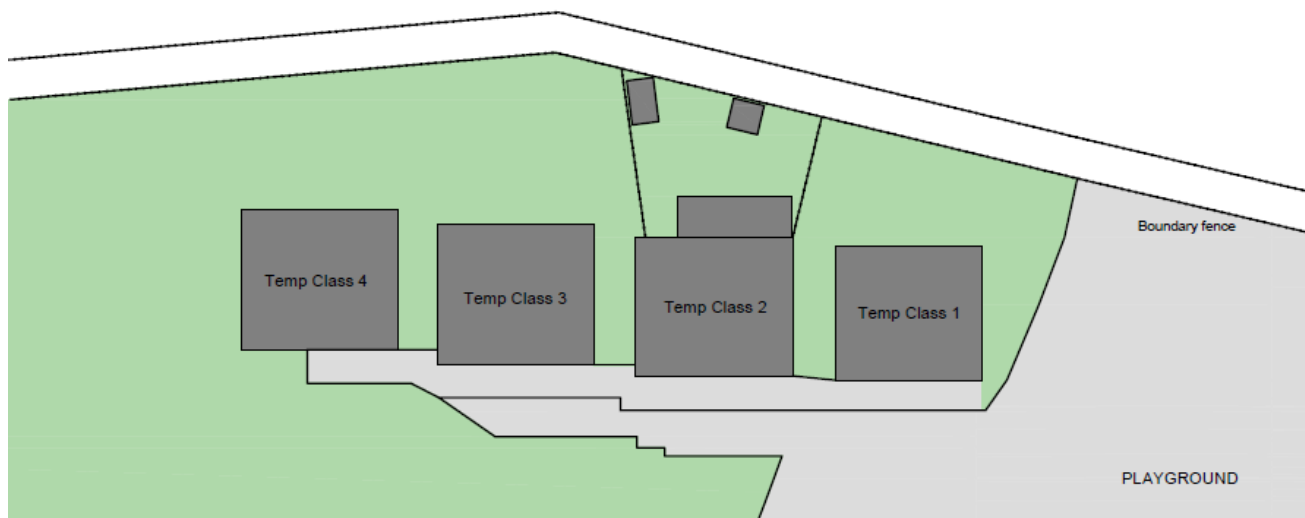 Boundary fence
Temp Class 4
Temp Class 3
Temp Class 2
Temp Class 1
PLAYGROUND